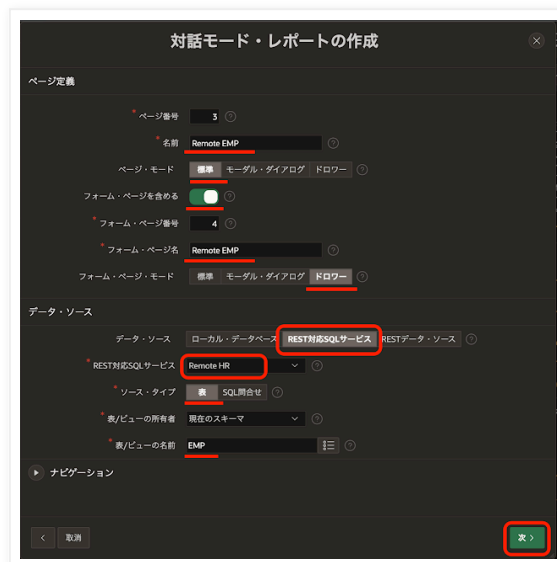 対話モード・レポートの作成
ページ定義
* ページ番号 3
* 名前 Remote EMP
ページ・モード 標準 モーダル・ダイアログ ドロワー
フォーム・ページを含める
* フォーム・ページ番号 4
* フォーム・ページ名 Remote EMP
フォーム・ページ・モード 標準 モーダル・ダイアログ ドロワー
データ・ソース
データ・ソース ローカル・データベース REST対応SQLサービス RESTデータ・ソース
* REST対応SQLサービス Remote HR
* ソース・タイプ 表 SQL問合せ
* 表/ビューの所有者 現在のスキーマ
* 表/ビューの名前 EMP
ナビゲーション
取消 次